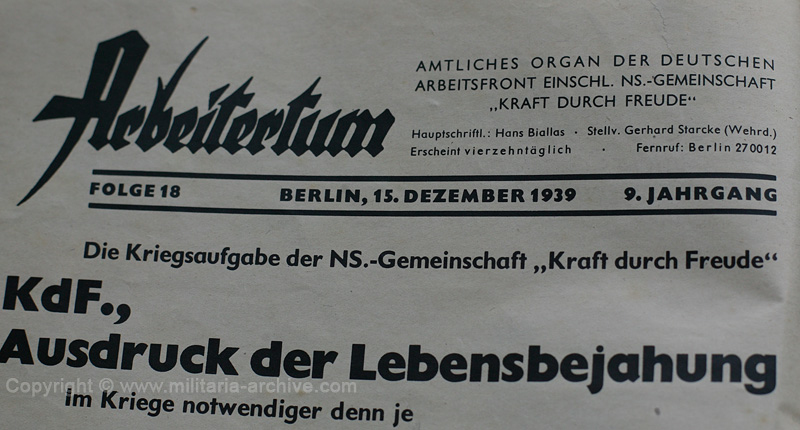 Arbeitertum
AMTLICHES ORGAN DER DEUTSCHEN
ARBEITSFRONT EINSCHL. NS.-GEMEINSCHAFT
„KRAFT DURCH FREUDE“
Hauptschriftl.: Hans Biallas · Stellv. Gerhard Starcke (Wehrd.)
Erscheint vierzehntäglich · Fernruf: Berlin 270012
FOLGE 18 BERLIN, 15. DEZEMBER 1939 9. JAHRGANG
Die Kriegsaufgabe der NS.-Gemeinschaft „Kraft durch Freude“
KdF.,
Ausdruck der Lebensbejahung
Copyright © www.militaria-archive.com
im Kriege notwendiger denn je